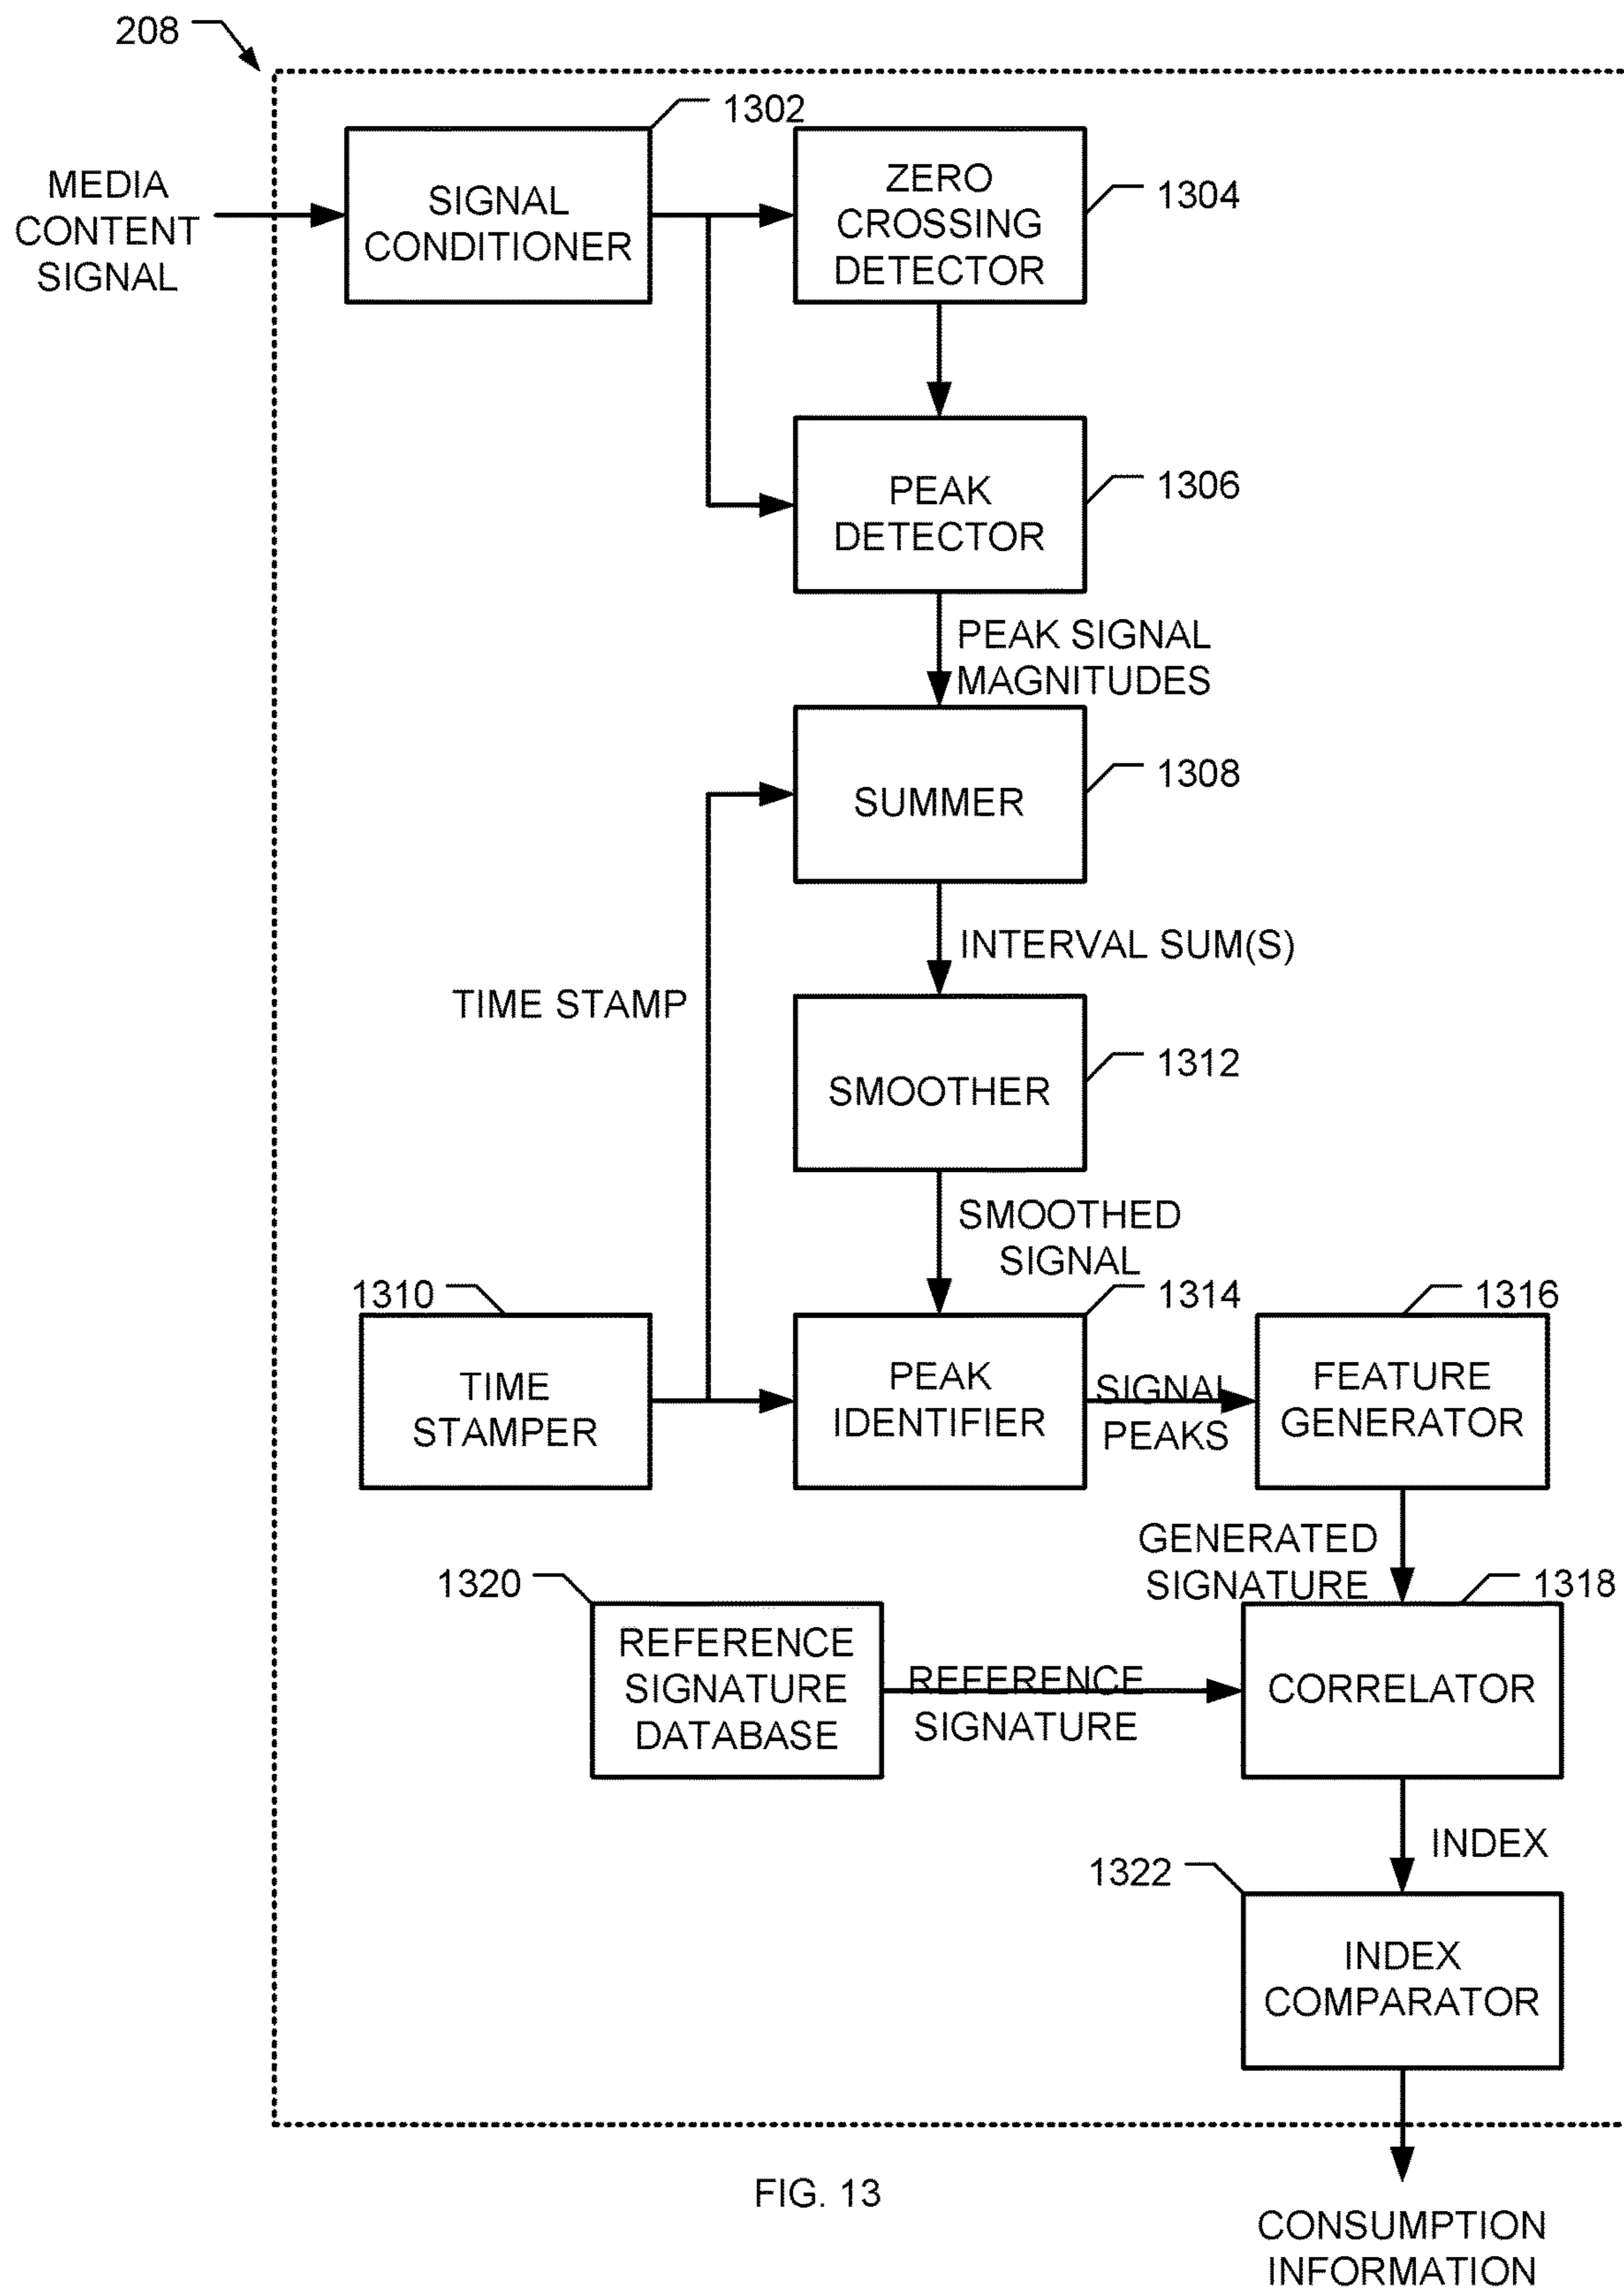 208
1302
MEDIA
CONTENT
SIGNAL
SIGNAL
CONDITIONER
ZERO
CROSSING
DETECTOR
1304
PEAK
DETECTOR
1306
PEAK SIGNAL
MAGNITUDES
SUMMER
1308
INTERVAL SUM(S)
TIME STAMP
SMOOTHER
1312
SMOOTHED
SIGNAL
1310
1314
1316
TIME
STAMPER
PEAK
IDENTIFIER
SIGNAL
PEAKS
FEATURE
GENERATOR
GENERATED
SIGNATURE
1320
1318
REFERENCE
SIGNATURE
DATABASE
REFERENCE
SIGNATURE
CORRELATOR
INDEX
1322
INDEX
COMPARATOR
FIG. 13
CONSUMPTION
INFORMATION